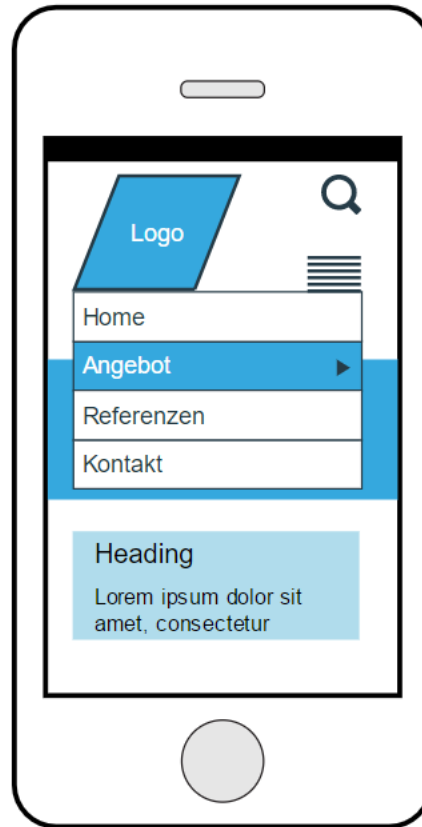 Logo
Home
Angebot
Referenzen
Kontakt
Heading
Lorem ipsum dolor sit
amet, consectetur